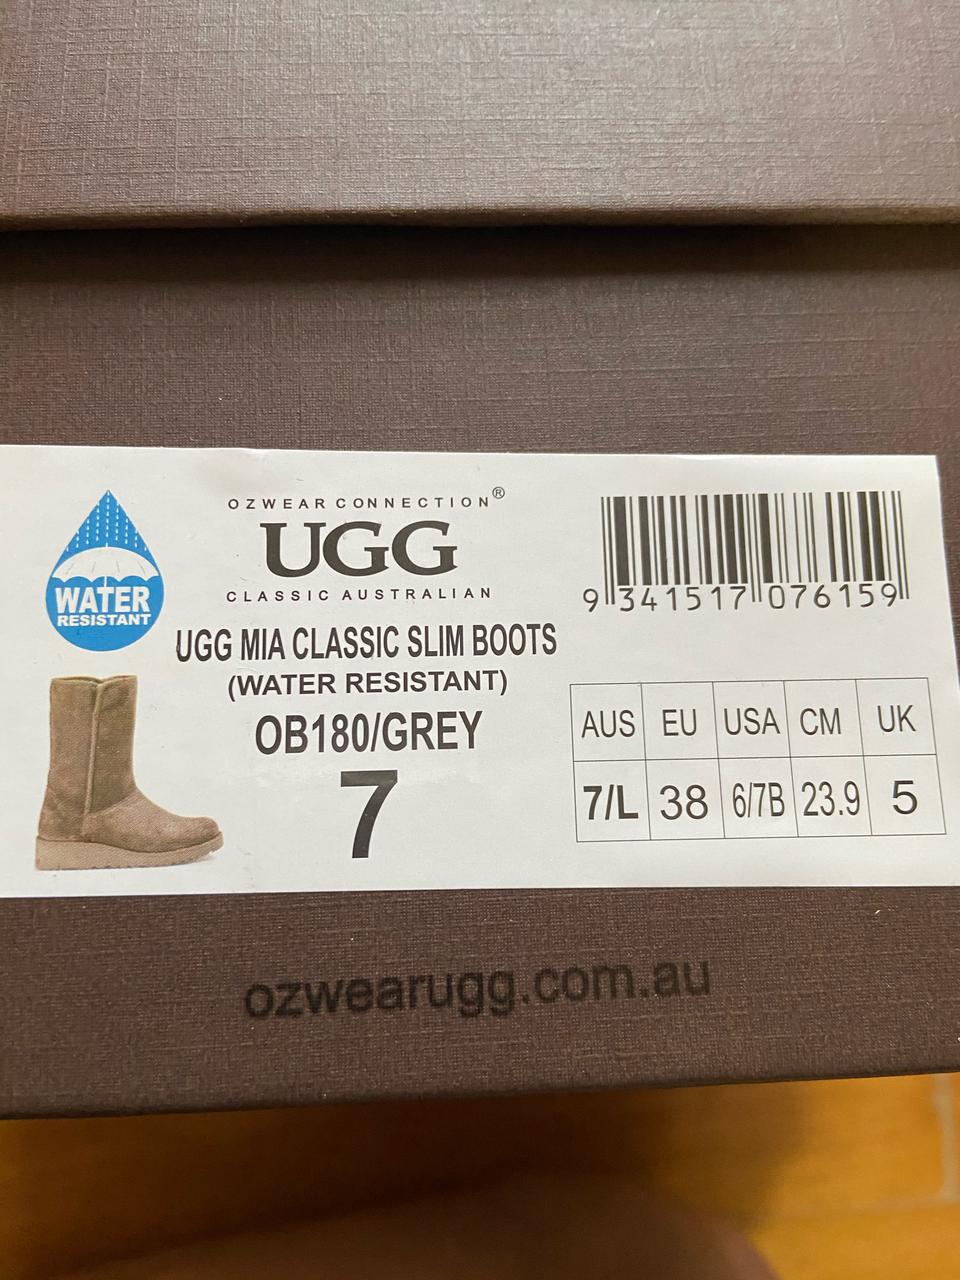 OZWEAR CONNECTION®
UGG
CLASSIC AUSTRALIAN
WATER
RESISTANT
UGG MIA CLASSIC SLIM BOOTS
(WATER RESISTANT)
OB180/GREY
7
9 341517 076159
AUS EU USA CM UK
7/L 38 6/7B 23.9 5
ozwearugg.com.au